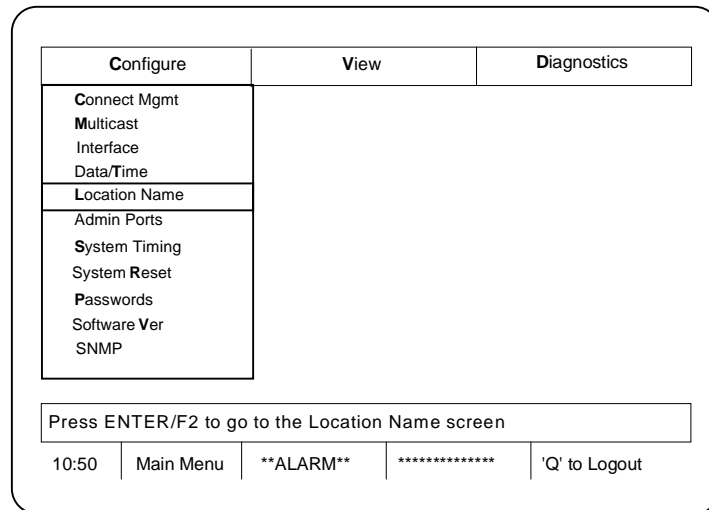 Configure View Diagnostics
Connect Mgmt
Multicast
Interface
Data/Time
Location Name
Admin Ports
System Timing
System Reset
Passwords
Software Ver
SNMP
Press ENTER/F2 to go to the Location Name screen
10:50 Main Menu **ALARM** ************** 'Q' to Logout